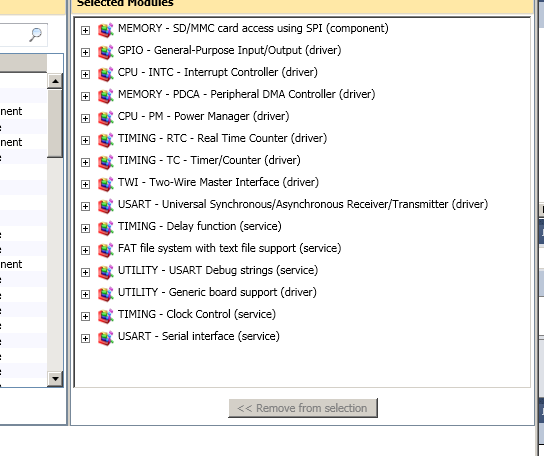 Selected Modules
MEMORY - SD/MMC card access using SPI (component)
GPIO - General-Purpose Input/Output (driver)
CPU - INTC - Interrupt Controller (driver)
MEMORY - PDCA - Peripheral DMA Controller (driver)
CPU - PM - Power Manager (driver)
TIMING - RTC - Real Time Counter (driver)
TIMING - TC - Timer/Counter (driver)
TWI - Two-Wire Master Interface (driver)
USART - Universal Synchronous/Asynchronous Receiver/Transmitter (driver)
TIMING - Delay function (service)
FAT file system with text file support (service)
UTILITY - USART Debug strings (service)
UTILITY - Generic board support (driver)
TIMING - Clock Control (service)
USART - Serial interface (service)
<< Remove from selection